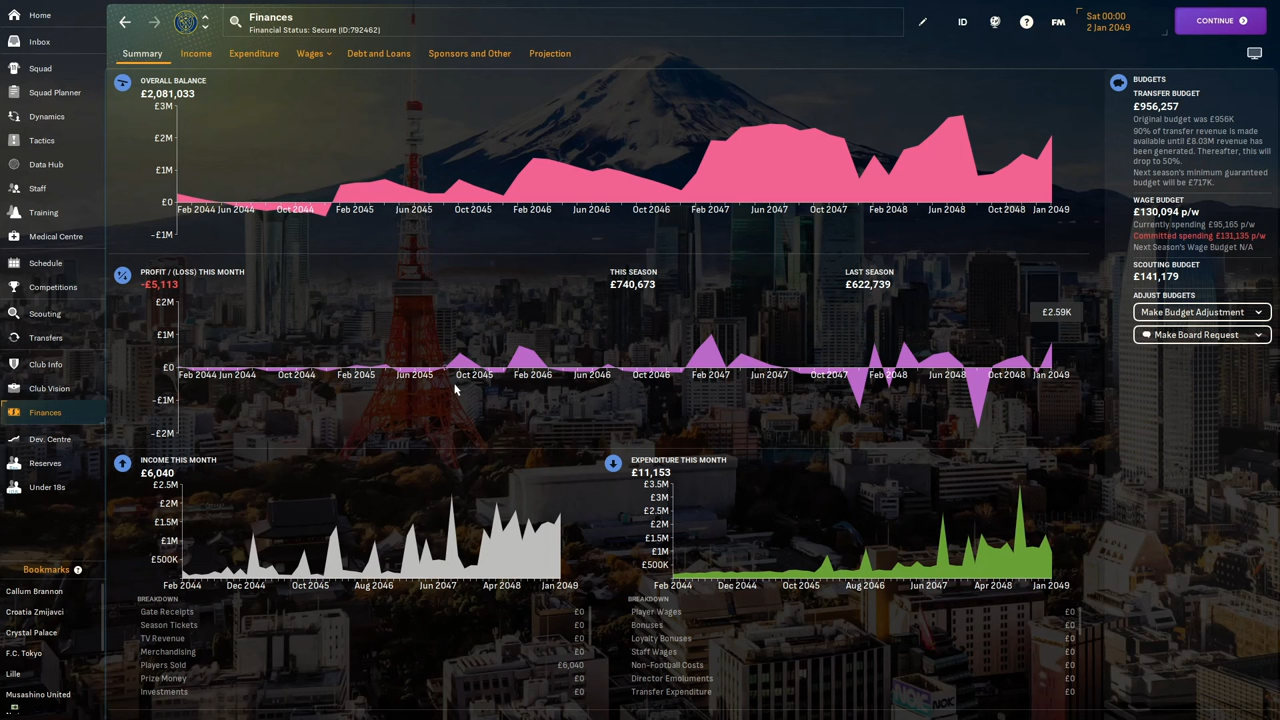 Home
Inbox
Squad
Squad Planner
Dynamics
Tactics
Data Hub
Staff
Training
Medical Centre
Schedule
Competitions
Scouting
Transfers
Club Info
Club Vision
Finances
Dev. Centre
Reserves
Under 18s
Bookmarks ?
Callum Brannon
Croatia Zmijavci
Crystal Palace
F.C. Tokyo
Lille
Musashino United
Finances
Financial Status: Secure [ID:792462]
ID
?
FM
Sat 00:00
2 Jan 2049
CONTINUE
Summary
Income
Expenditure
Wages
Debt and Loans
Sponsors and Other
Projection
OVERALL BALANCE
£2,081,033
£3M
£2M
£1M
£0
-£1M
Feb 2044 Jun 2044 Oct 2044 Feb 2045 Jun 2045 Oct 2045 Feb 2046 Jun 2046 Oct 2046 Feb 2047 Jun 2047 Oct 2047 Feb 2048 Jun 2048 Oct 2048 Jan 2049
PROFIT / (LOSS) THIS MONTH
-£5,113
THIS SEASON
£740,673
LAST SEASON
£622,739
£2M
£1M
£0
-£1M
-£2M
£2.59K
Feb 2044 Jun 2044 Oct 2044 Feb 2045 Jun 2045 Oct 2045 Feb 2046 Jun 2046 Oct 2046 Feb 2047 Jun 2047 Oct 2047 Feb 2048 Jun 2048 Oct 2048 Jan 2049
INCOME THIS MONTH
£6,040
£2.5M
£2M
£1.5M
£1M
£500K
Feb 2044 Dec 2044 Oct 2045 Aug 2046 Jun 2047 Apr 2048 Jan 2049
BREAKDOWN
Gate Receipts £0
Season Tickets £0
TV Revenue £0
Merchandising £0
Players Sold £6,040
Prize Money £0
Investments £0
EXPENDITURE THIS MONTH
£11,153
£3.5M
£3M
£2.5M
£2M
£1.5M
£1M
£500K
Feb 2044 Dec 2044 Oct 2045 Aug 2046 Jun 2047 Apr 2048 Jan 2049
BREAKDOWN
Player Wages £0
Bonuses £0
Loyalty Bonuses £0
Staff Wages £0
Non-Football Costs £0
Director Emoluments £0
Transfer Expenditure £0
BUDGETS
TRANSFER BUDGET
£956,257
Original budget was £956K
90% of transfer revenue is made
available until £8.03M revenue has
been generated. Thereafter, this will
drop to 50%.
Next season's minimum guaranteed
budget will be £717K.
WAGE BUDGET
£130,094 p/w
Currently spending £95,165 p/w
Committed spending £131,135 p/w
Next Season's Wage Budget N/A
SCOUTING BUDGET
£141,179
ADJUST BUDGETS
Make Budget Adjustment
Make Board Request
NOK